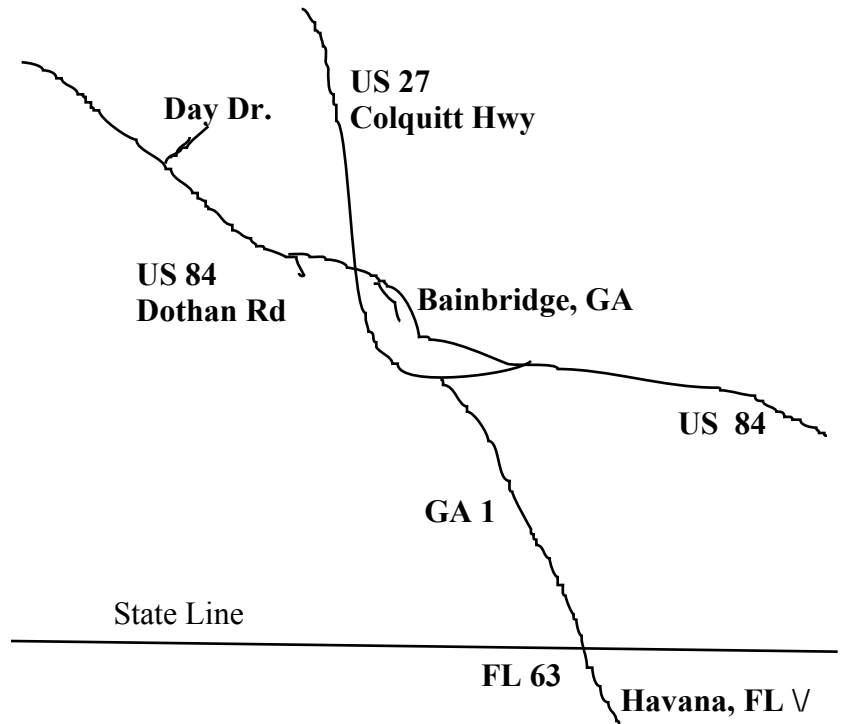 US 27
Colquitt Hwy
Day Dr.
US 84
Dothan Rd
Bainbridge, GA
US 84
GA 1
State Line
FL 63
Havana, FL \/